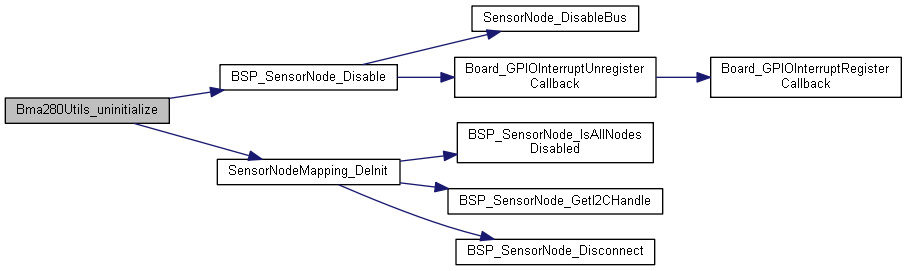 SensorNode_DisableBus
BSP_SensorNode_Disable
Board_GPIOInterruptUnregister
Callback
Board_GPIOInterruptRegister
Callback
Bma280Utils_uninitialize
BSP_SensorNode_IsAllNodes
Disabled
SensorNodeMapping_DeInit
BSP_SensorNode_GetI2CHandle
BSP_SensorNode_Disconnect